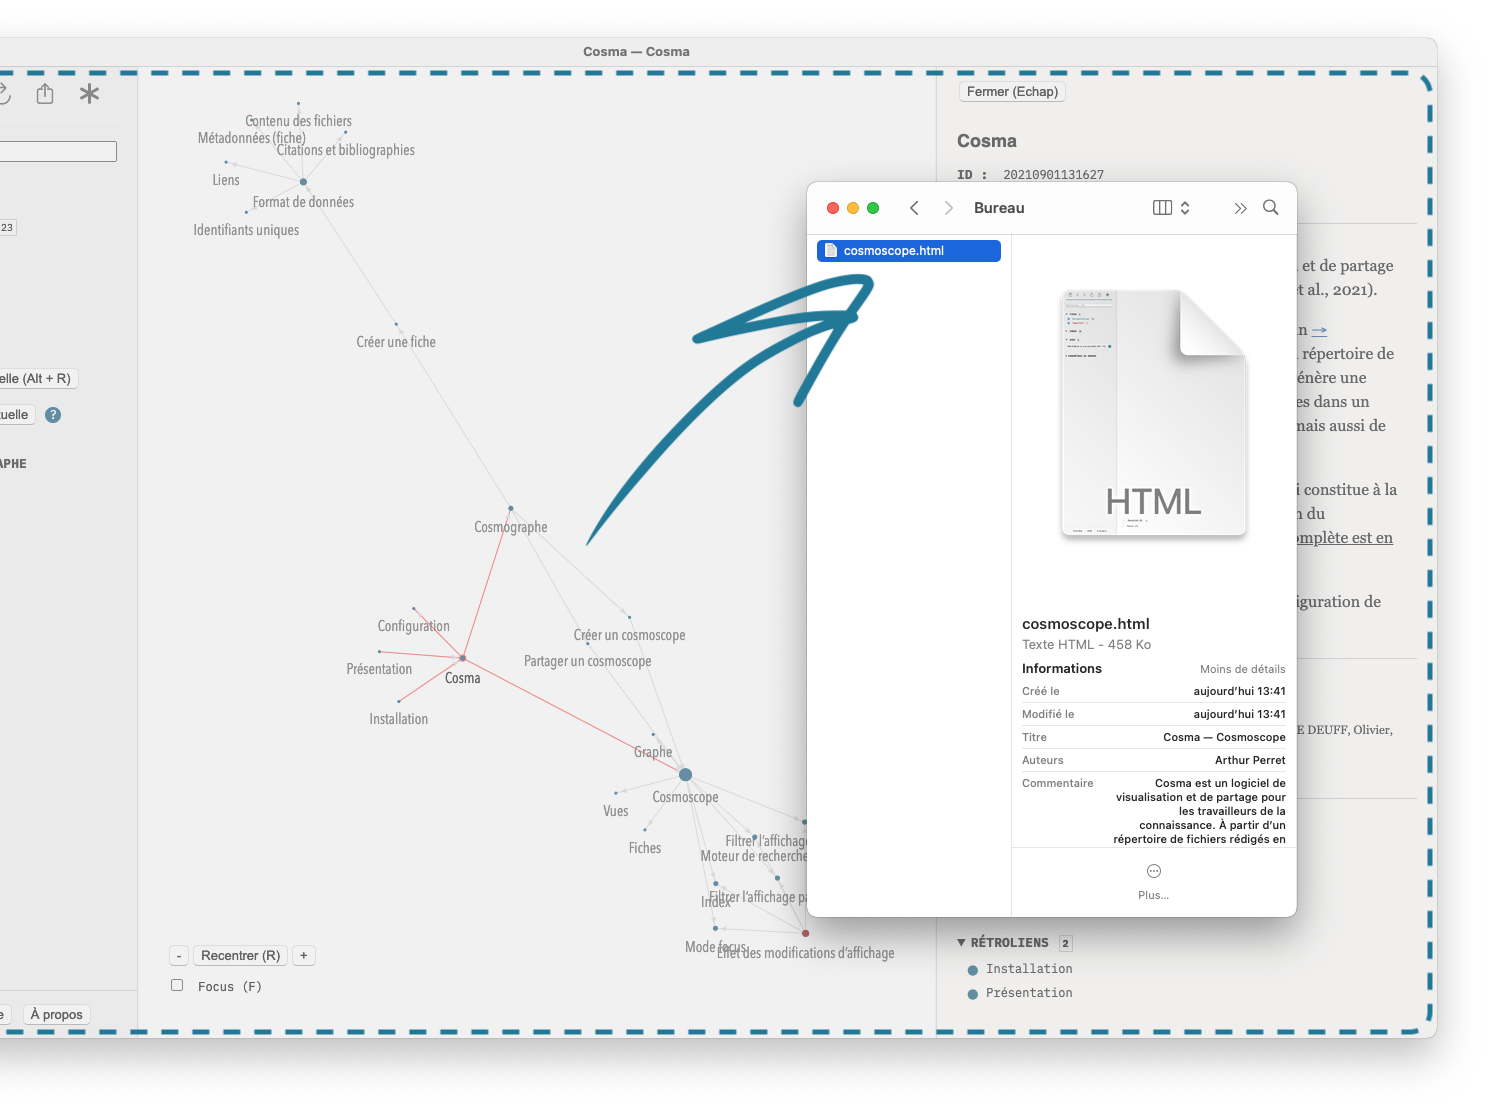 Cosma — Cosma
23
elle (Alt + R)
tuelle
?
APHE
À propos
Contenu des fichiers
Métadonnées (fiche)
Citations et bibliographies
Liens
Format de données
Identifiants uniques
Créer une fiche
Cosmographe
Configuration
Créer un cosmoscope
Présentation
Partager un cosmoscope
Cosma
Installation
Graphe
Cosmoscope
Vues
Filtrer l’affichage
Fiches
Moteur de recherche
Filtrer l’affichage pa
Index
Mode focus
Effet des modifications d’affichage
- Recentrer (R) +
Focus (F)
Fermer (Echap)
Cosma
ID : 20210901131627
et de partage
t al., 2021).
n →
répertoire de
énère une
es dans un
mais aussi de
i constitue à la
n du
omplète est en
iguration de
E DEUFF, Olivier,
▼ RÉTROLIENS 2
Installation
Présentation
Bureau
cosmoscope.html
HTML
cosmoscope.html
Texte HTML - 458 Ko
Informations Moins de détails
Créé le aujourd’hui 13:41
Modifié le aujourd’hui 13:41
Titre Cosma — Cosmoscope
Auteurs Arthur Perret
Commentaire Cosma est un logiciel de
visualisation et de partage pour
les travailleurs de la
connaissance. À partir d’un
répertoire de fichiers rédigés en
Plus...